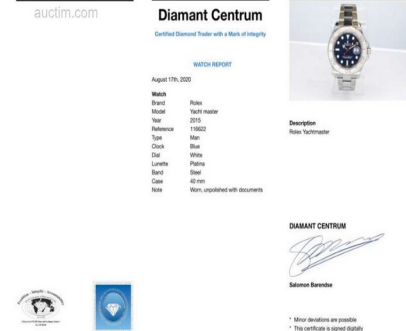 auctim.com
Diamant Centrum
Certified Diamond Trader with a Mark of Integrity
WATCH REPORT
August 17th, 2020
Watch
Brand Rolex
Model Yacht master
Year 2015
Reference 116622
Type Man
Clock Blue
Dial White
Lunette Platina
Band Steel
Case 40 mm
Note Worn, unpolished with documents
Description
Rolex Yachtmaster
DIAMANT CENTRUM
Salomon Barendse
* Minor deviations are possible
* This certificate is signed digitally